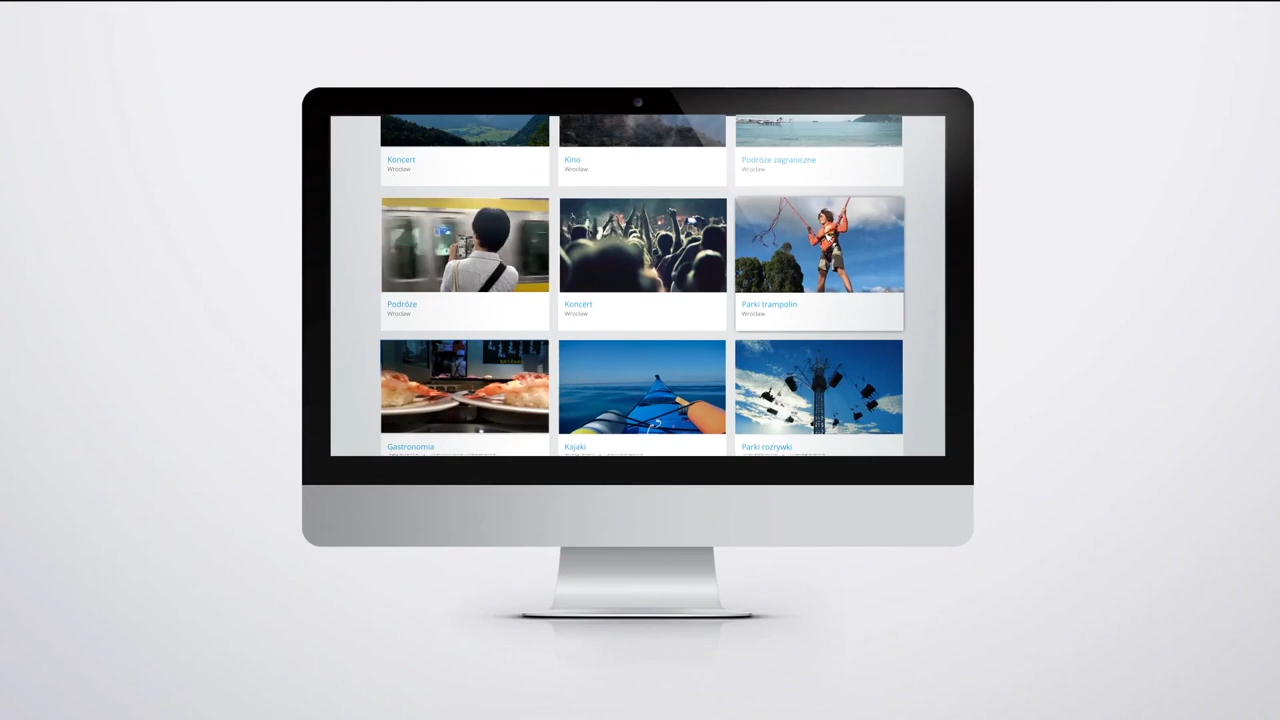 Koncert
Wrocław
Kino
Wrocław
Podróże zagraniczne
Wrocław
Podróże
Wrocław
Koncert
Wrocław
Parki trampolin
Wrocław
Gastronomia
Kajaki
Parki rozrywki